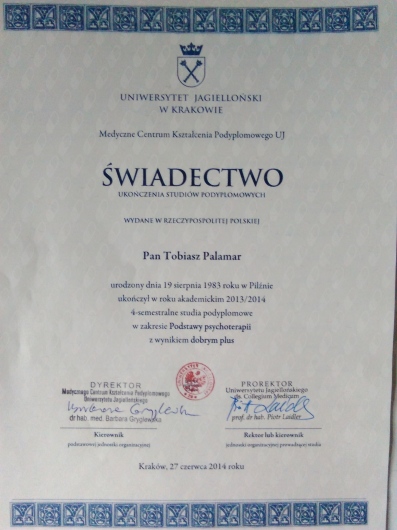 UNIWERSYTET JAGIELLOŃSKI
W KRAKOWIE
Medyczne Centrum Kształcenia Podyplomowego UJ
ŚWIADECTWO
UKOŃCZENIA STUDIÓW PODYPLOMOWYCH
WYDANE W RZECZYPOSPOLITEJ POLSKIEJ
Pan Tobiasz Palamar
urodzony dnia 19 sierpnia 1983 roku w Pilźnie
ukończył w roku akademickim 2013/2014
4-semestralne studia podyplomowe
w zakresie Podstawy psychoterapii
z wynikiem dobrym plus
DYREKTOR
Medycznego Centrum Kształcenia Podyplomowego
Uniwersytetu Jagiellońskiego
dr hab. med. Barbara Gryglewska
Kierownik
podstawowej jednostki organizacyjnej
PROREKTOR
Uniwersytetu Jagiellońskiego
ds. Collegium Medicum
prof. dr hab. Piotr Laidler
Rektor lub kierownik
jednostki organizacyjnej prowadzącej studia
Kraków, 27 czerwca 2014 roku